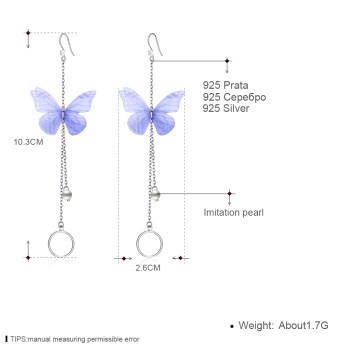 925 Prata
925 Серебро
925 Silver
10.3CM
Imitation pearl
2.6CM
Weight: About1.7G
TIPS:manual measuring permissible error